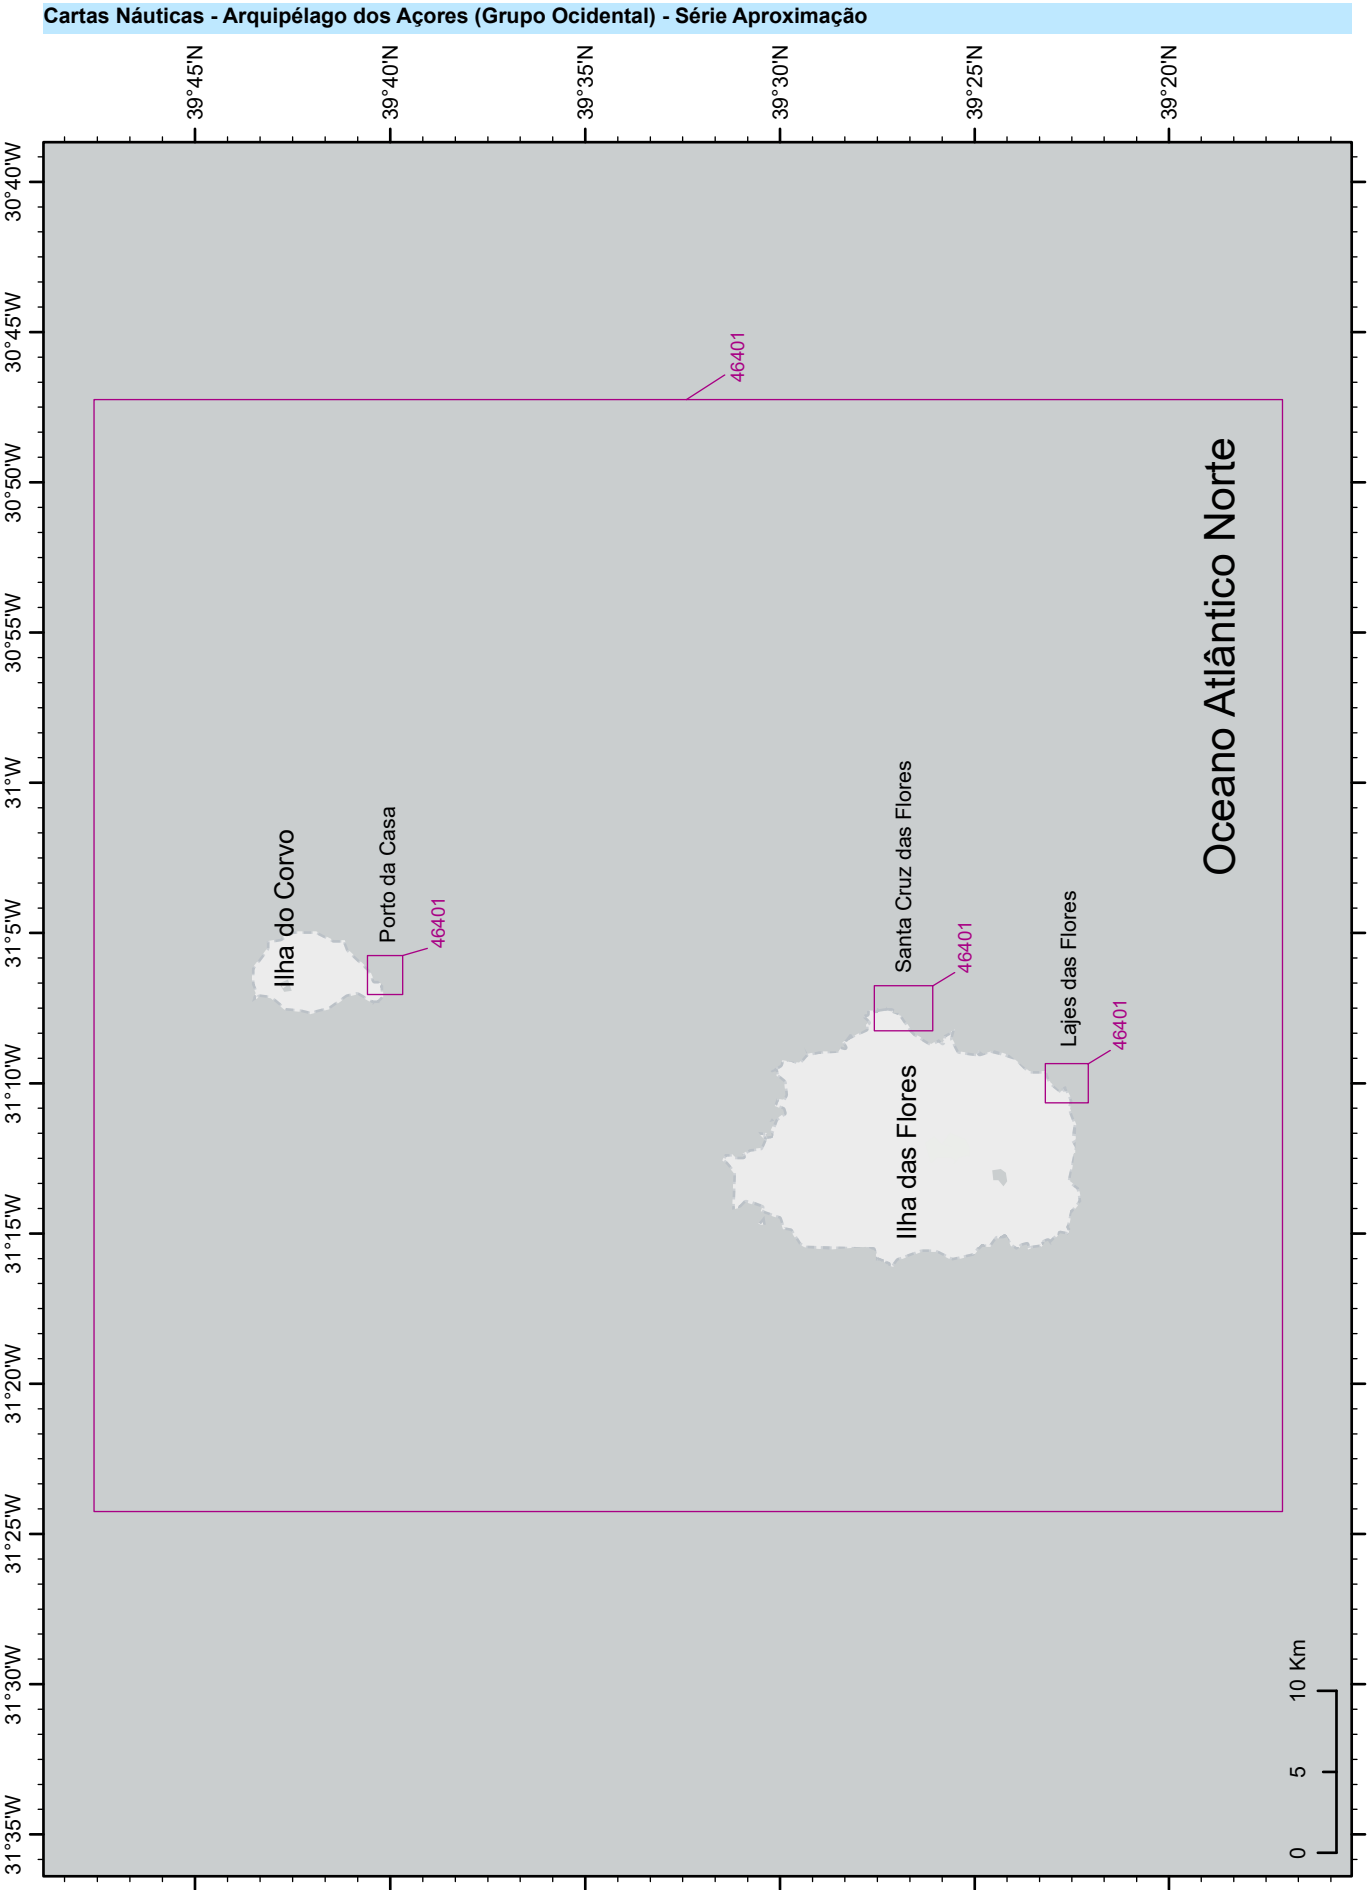 Cartas Náuticas - Arquipélago dos Açores (Grupo Ocidental) - Série Aproximação
31°35'W
31°30'W
31°25'W
31°20'W
31°15'W
31°10'W
31°5'W
31°W
30°55'W
30°50'W
30°45'W
30°40'W
39°45'N
39°40'N
39°35'N
39°30'N
39°25'N
39°20'N
Ilha do Corvo
Porto da Casa
46401
46401
Ilha das Flores
Santa Cruz das Flores
46401
Lajes das Flores
46401
Oceano Atlântico Norte
0 5 10 Km